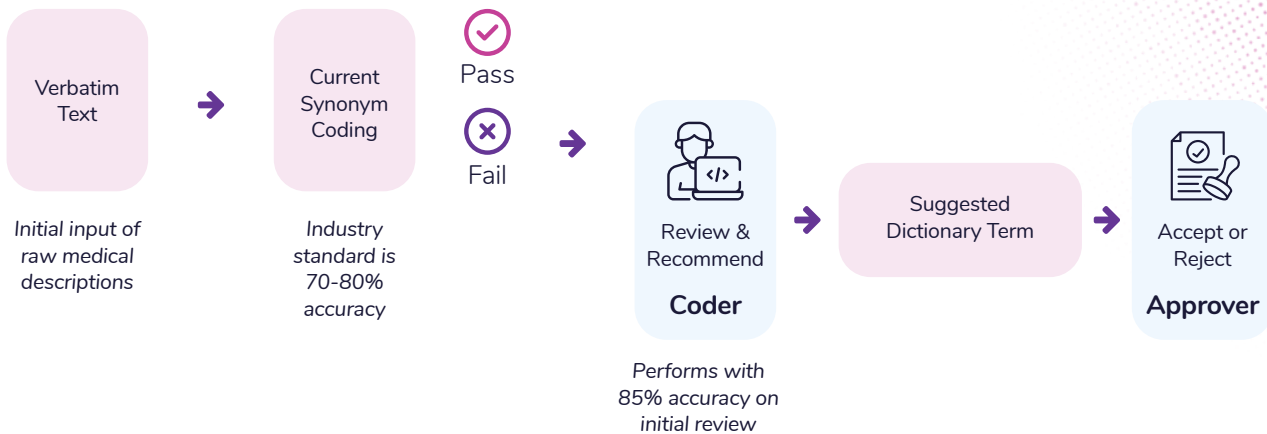 Verbatim
Text
Initial input of
raw medical
descriptions
Current
Synonym
Coding
Industry
standard is
70-80%
accuracy
Pass
Fail
</>
Review &
Recommend
Coder
Performs with
85% accuracy on
initial review
Suggested
Dictionary Term
Accept or
Reject
Approver